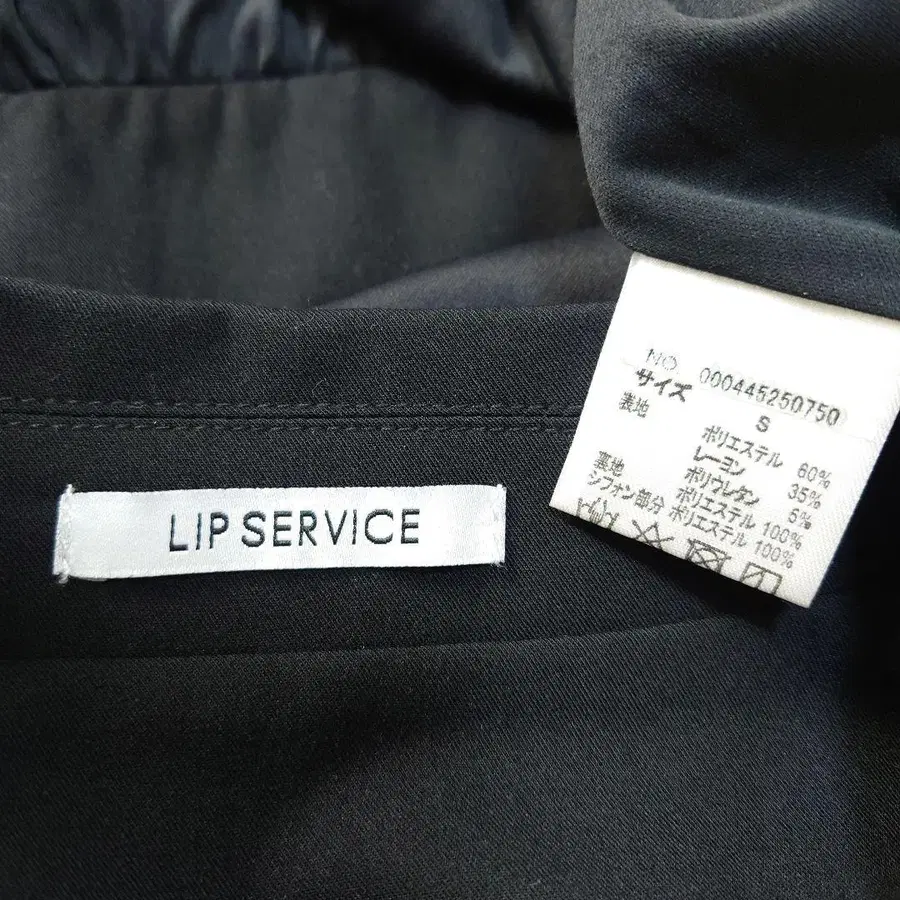 LIP SERVICE
NO 000445250750
サイズ S
表地 ポリエステル 60%
レーヨン 35%
ポリウレタン 5%
裏地 ポリエステル 100%
シフォン部分 ポリエステル 100%